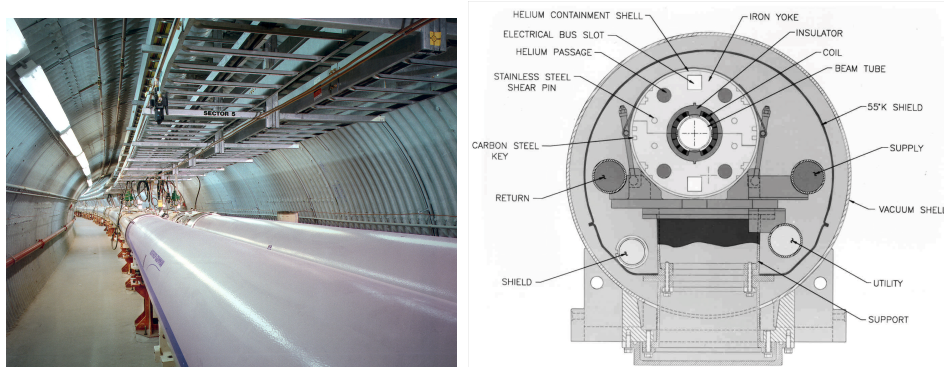 SECTOR 5
HELIUM CONTAINMENT SHELL
ELECTRICAL BUS SLOT
HELIUM PASSAGE
STAINLESS STEEL
SHEAR PIN
CARBON STEEL
KEY
RETURN
SHIELD
IRON YOKE
INSULATOR
COIL
BEAM TUBE
55°K SHIELD
SUPPLY
VACUUM SHELL
UTILITY
SUPPORT